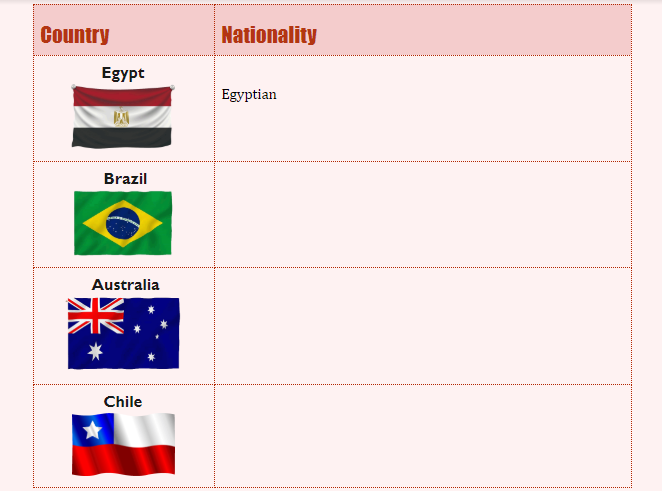 Country Nationality
Egypt
Egyptian
Brazil
Australia
Chile